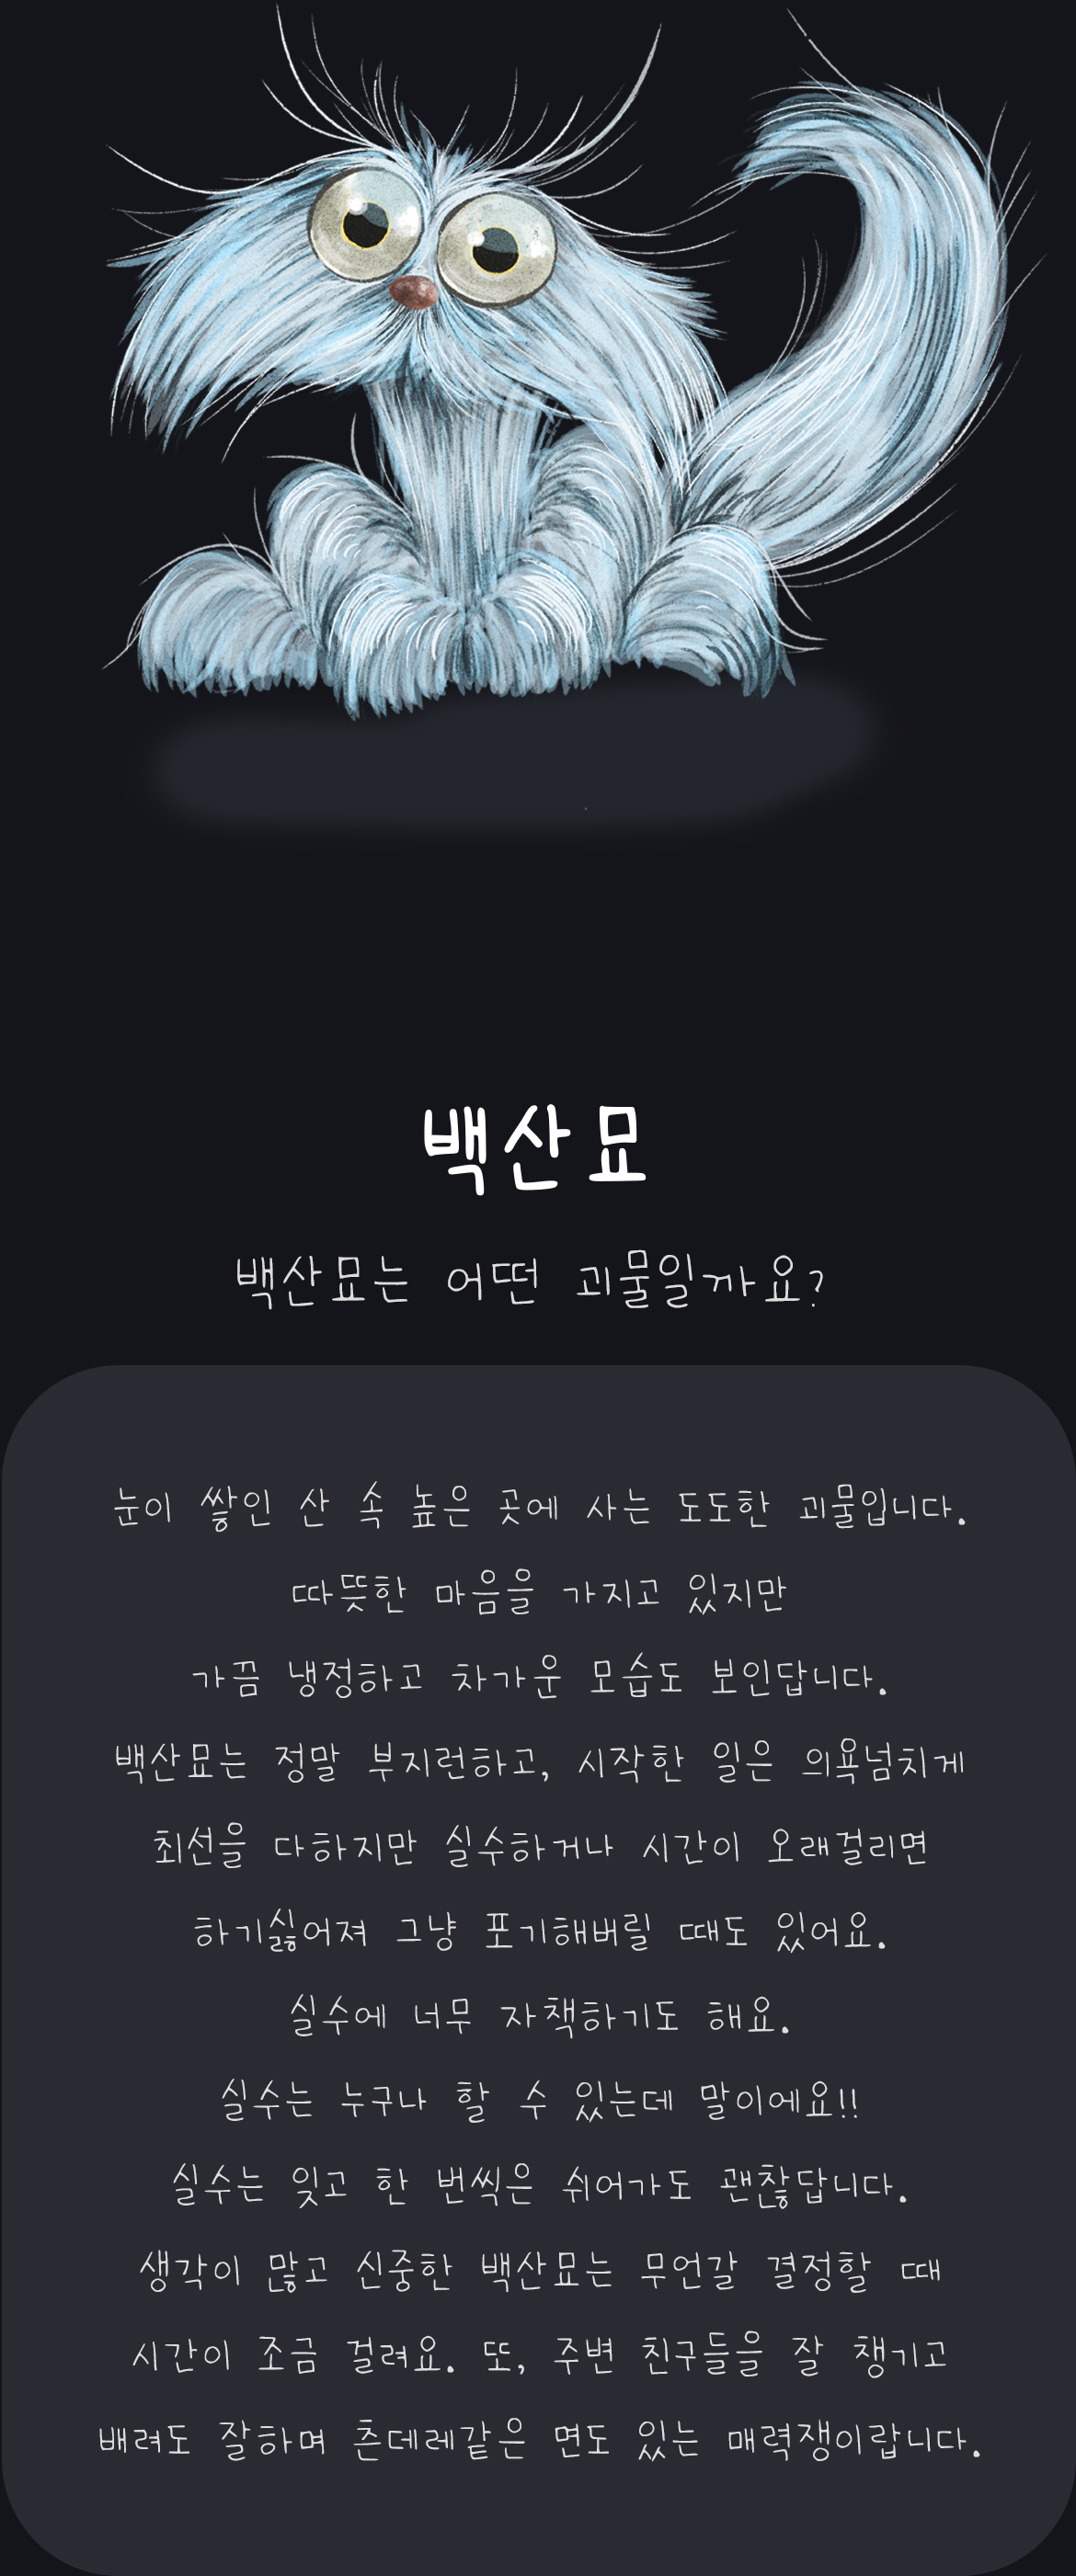 백산묘
백산묘는 어떤 괴물일까요?
눈이 쌓인 산 속 높은 곳에 사는 도도한 괴물입니다.
따뜻한 마음을 가지고 있지만
가끔 냉정하고 차가운 모습도 보인답니다.
백산묘는 정말 부지런하고, 시작한 일은 의욕넘치게
최선을 다하지만 실수하거나 시간이 오래걸리면
하기싫어져 그냥 포기해버릴 때도 있어요.
실수에 너무 자책하기도 해요.
실수는 누구나 할 수 있는데 말이에요!!
실수는 잊고 한 번씩은 쉬어가도 괜찮답니다.
생각이 많고 신중한 백산묘는 무언갈 결정할 때
시간이 조금 걸려요. 또, 주변 친구들을 잘 챙기고
배려도 잘하며 츤데레같은 면도 있는 매력쟁이랍니다.